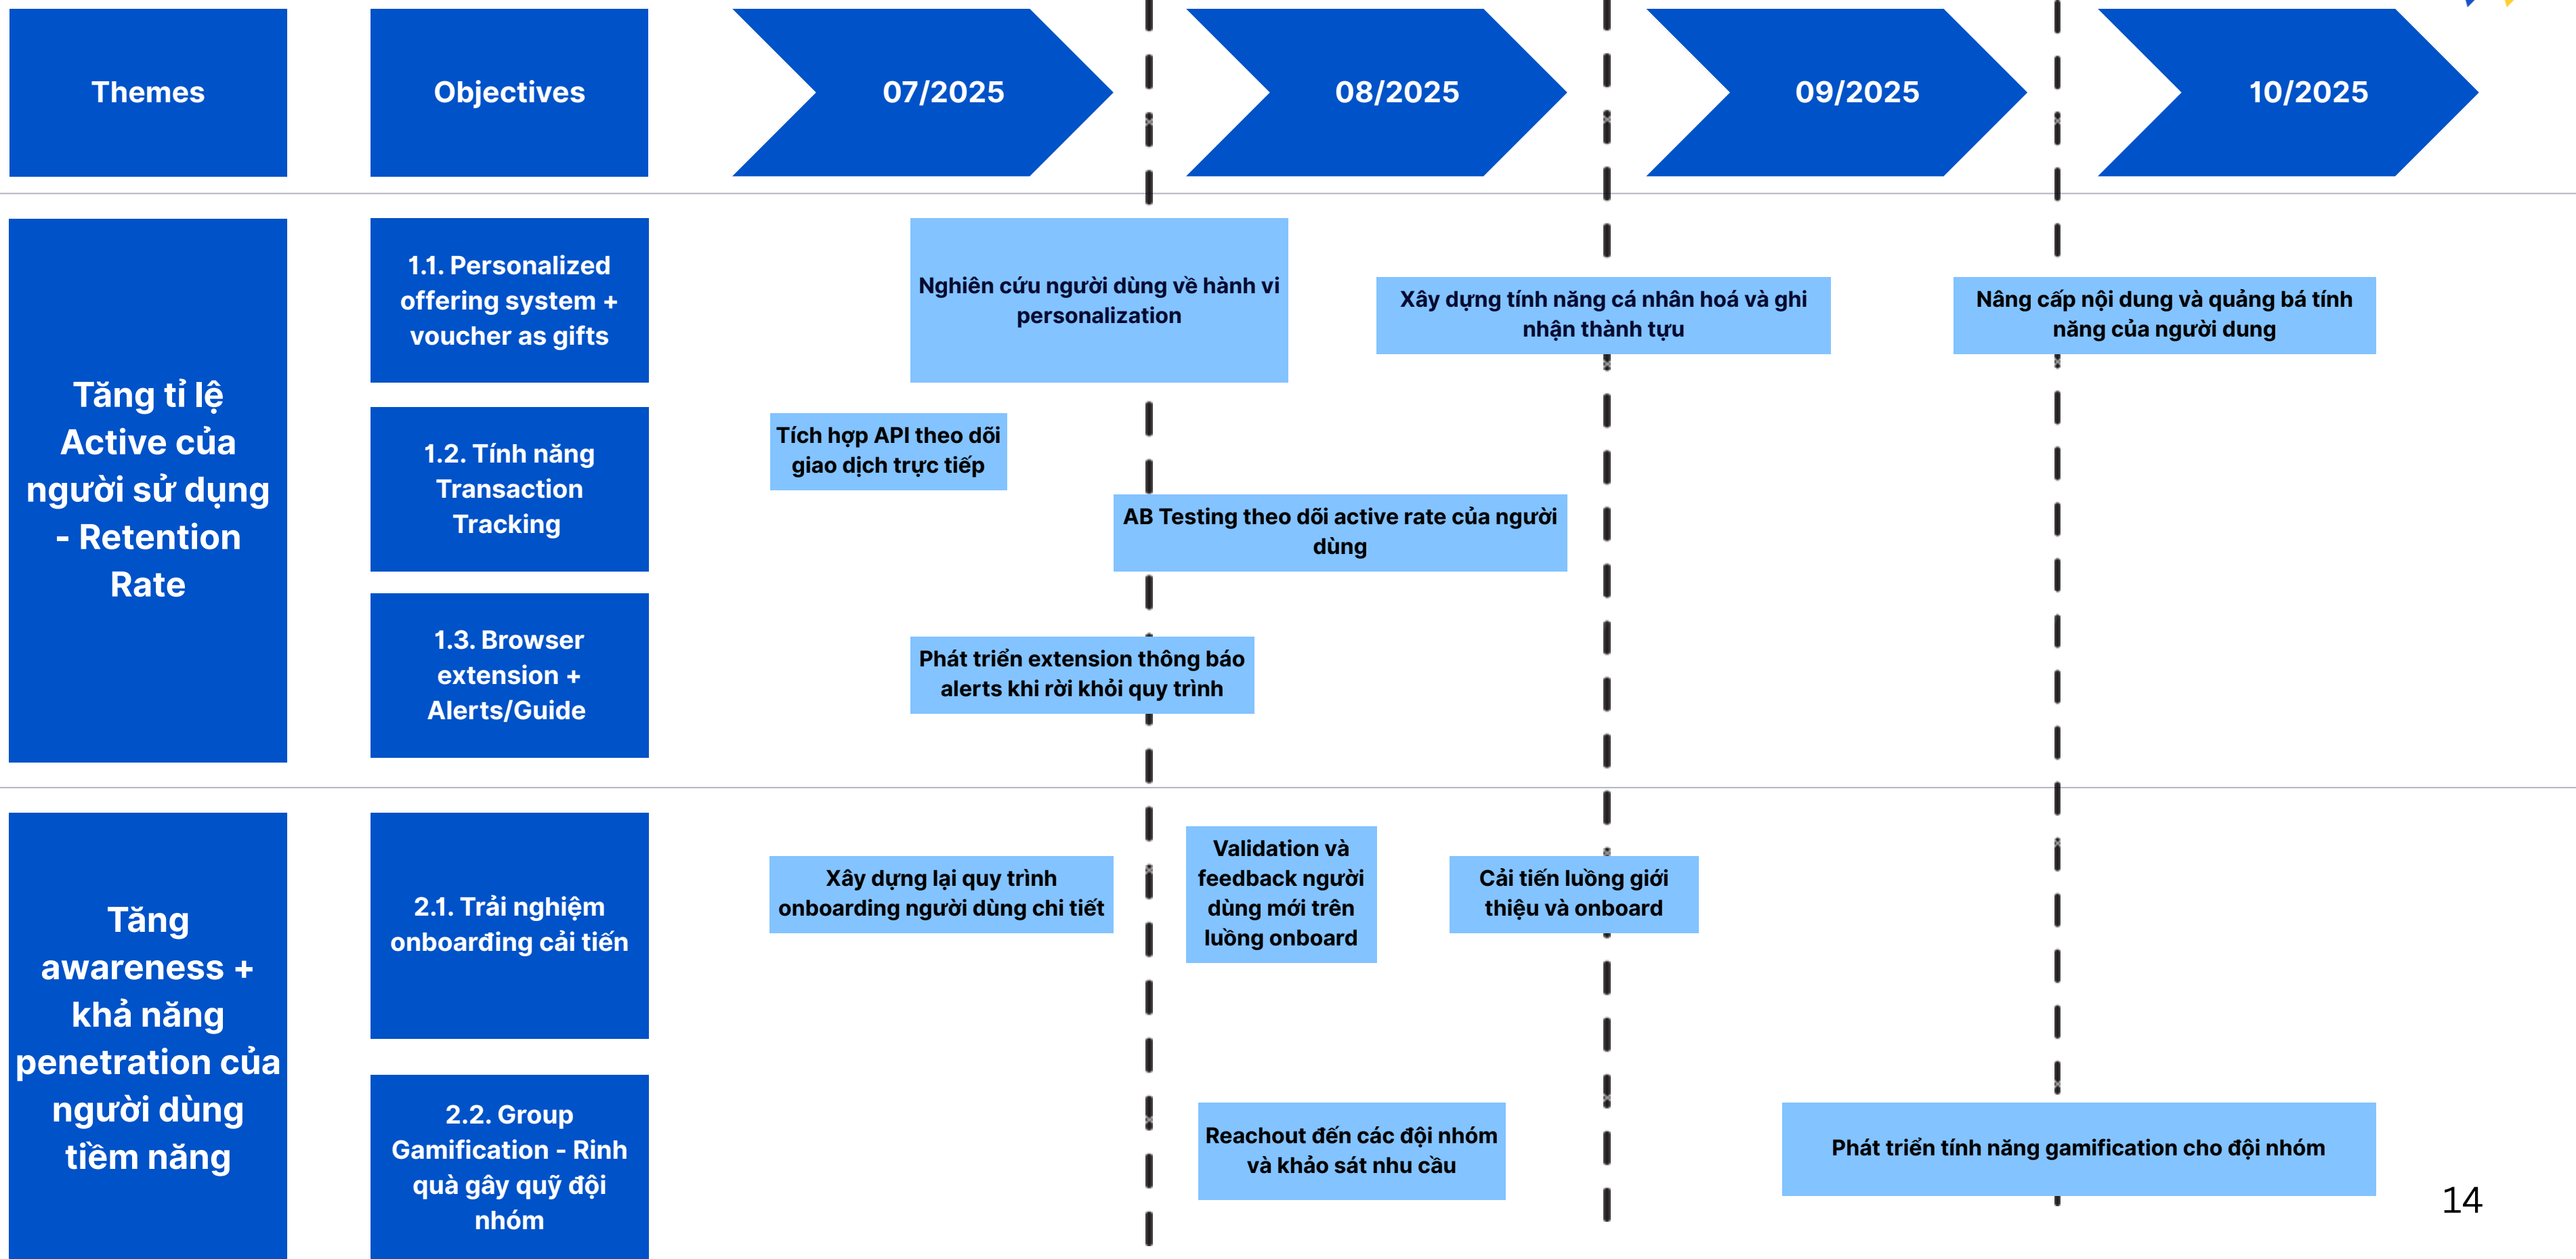 Themes
Objectives
07/2025
08/2025
09/2025
10/2025
Tăng tỉ lệ
Active của
người sử dụng
- Retention
Rate
1.1. Personalized
offering system +
voucher as gifts
Nghiên cứu người dùng về hành vi
personalization
Xây dựng tính năng cá nhân hoá và ghi
nhận thành tựu
Nâng cấp nội dung và quảng bá tính
năng của người dung
1.2. Tính năng
Transaction
Tracking
Tích hợp API theo dõi
giao dịch trực tiếp
AB Testing theo dõi active rate của người
dùng
1.3. Browser
extension +
Alerts/Guide
Phát triển extension thông báo
alerts khi rời khỏi quy trình
Tăng
awareness +
khả năng
penetration của
người dùng
tiềm năng
2.1. Trải nghiệm
onboarđing cải tiến
Xây dựng lại quy trình
onboarding người dùng chi tiết
Validation và
feedback người
dùng mới trên
luồng onboard
Cải tiến luồng giới
thiệu và onboard
2.2. Group
Gamification - Rinh
quà gây quỹ đội
nhóm
Reachout đến các đội nhóm
và khảo sát nhu cầu
Phát triển tính năng gamification cho đội nhóm
14